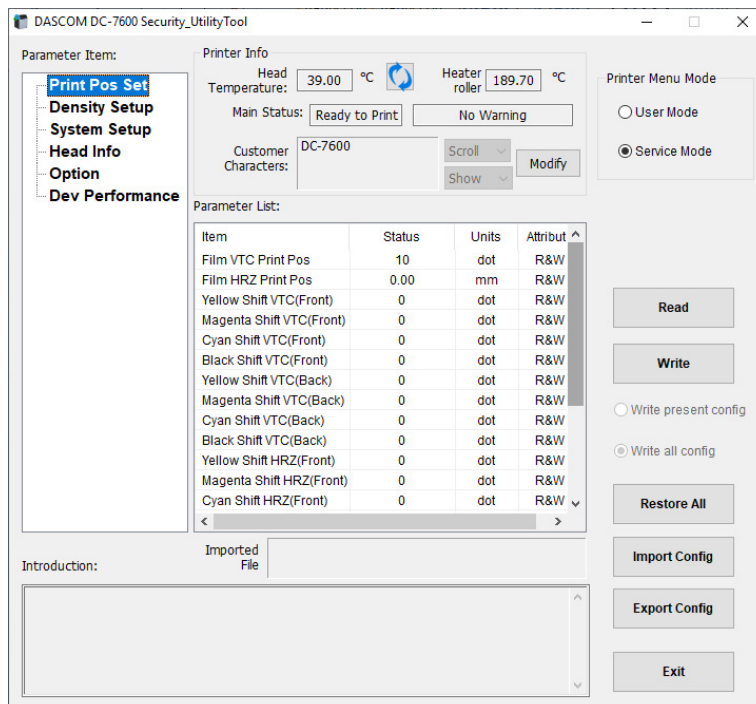 DASCOM DC-7600 Security_UtilityTool
Parameter Item:
Print Pos Set
Density Setup
System Setup
Head Info
Option
Dev Performance
Printer Info
Head Temperature: 39.00 °C
Heater roller 189.70 °C
Main Status: Ready to Print No Warning
Customer Characters: DC-7600
Scroll
Show
Modify
Printer Menu Mode
User Mode
Service Mode
Parameter List:
Item Status Units Attribut
Film VTC Print Pos 10 dot R&W
Film HRZ Print Pos 0.00 mm R&W
Yellow Shift VTC(Front) 0 dot R&W
Magenta Shift VTC(Front) 0 dot R&W
Cyan Shift VTC(Front) 0 dot R&W
Black Shift VTC(Front) 0 dot R&W
Yellow Shift VTC(Back) 0 dot R&W
Magenta Shift VTC(Back) 0 dot R&W
Cyan Shift VTC(Back) 0 dot R&W
Black Shift VTC(Back) 0 dot R&W
Yellow Shift HRZ(Front) 0 dot R&W
Magenta Shift HRZ(Front) 0 dot R&W
Cyan Shift HRZ(Front) 0 dot R&W
Read
Write
Write present config
Write all config
Restore All
Import Config
Export Config
Exit
Imported File
Introduction: